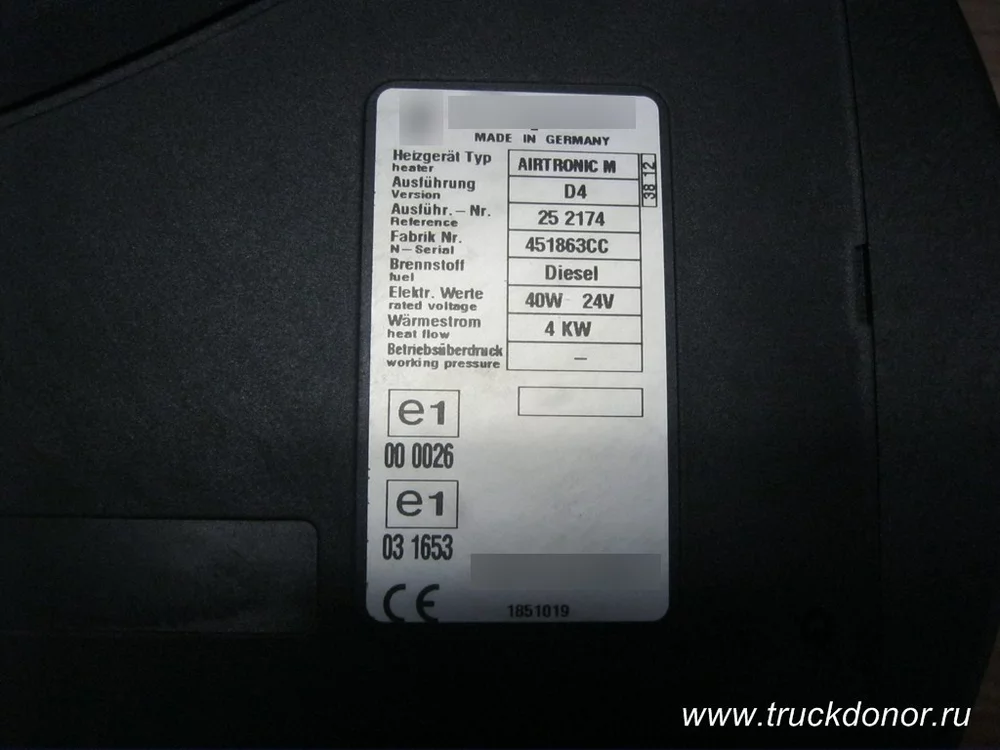 MADE IN GERMANY
Heizgerät Typ AIRTRONIC M
heater
38 12
Ausführung D4
Version
Ausführ. – Nr. 25 2174
Reference
Fabrik Nr. 451863CC
N – Serial
Brennstoff Diesel
fuel
Elektr. Werte 40W 24V
rated voltage
Wärmestrom 4 KW
heat flow
Betriebsüberdruck –
working pressure
e1
00 0026
e1
03 1653
CE
1851019
www.truckdonor.ru